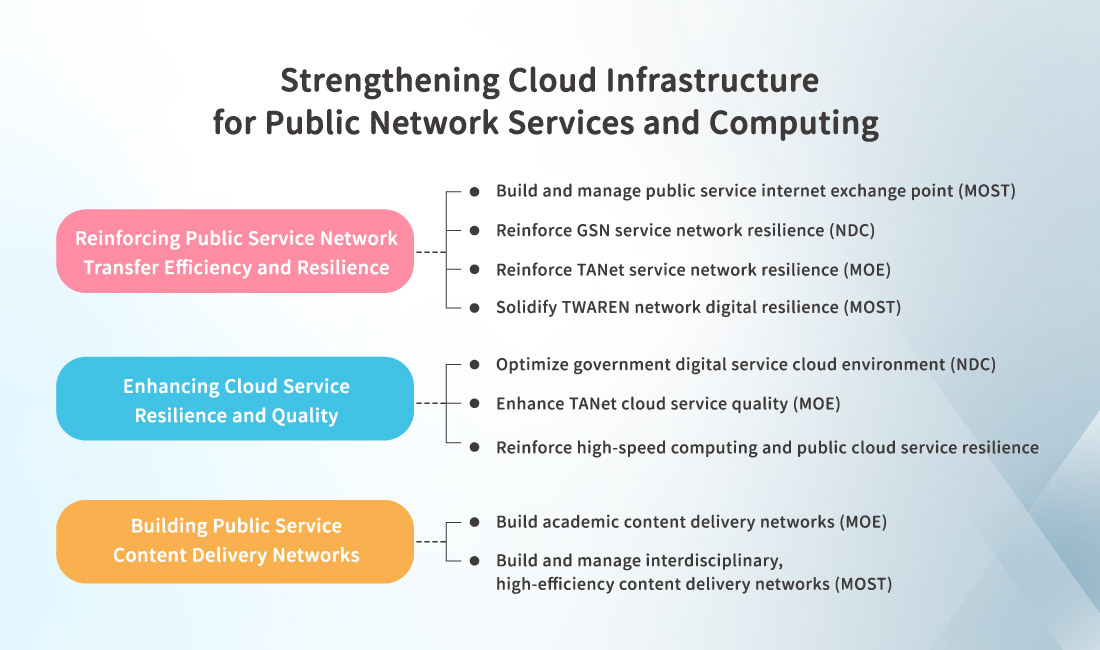 Strengthening Cloud Infrastructure
for Public Network Services and Computing
Reinforcing Public Service Network
Transfer Efficiency and Resilience
Build and manage public service internet exchange point (MOST)
Reinforce GSN service network resilience (NDC)
Reinforce TANet service network resilience (MOE)
Solidify TWAREN network digital resilience (MOST)
Enhancing Cloud Service
Resilience and Quality
Optimize government digital service cloud environment (NDC)
Enhance TANet cloud service quality (MOE)
Reinforce high-speed computing and public cloud service resilience
Building Public Service
Content Delivery Networks
Build academic content delivery networks (MOE)
Build and manage interdisciplinary,
high-efficiency content delivery networks (MOST)